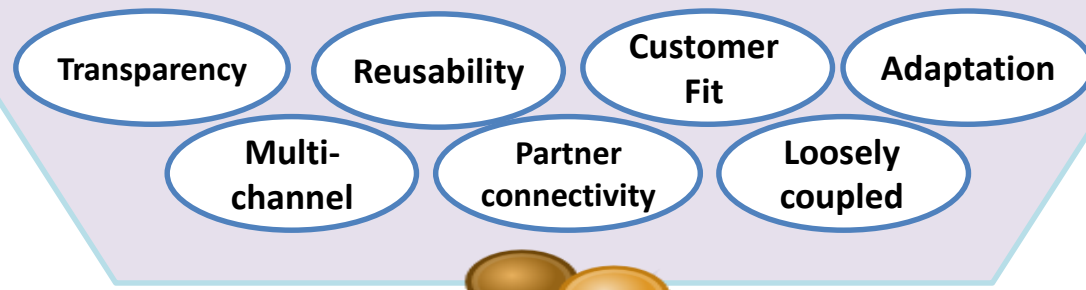 Transparency
Reusability
Customer
Fit
Adaptation
Multi-
channel
Partner
connectivity
Loosely
coupled